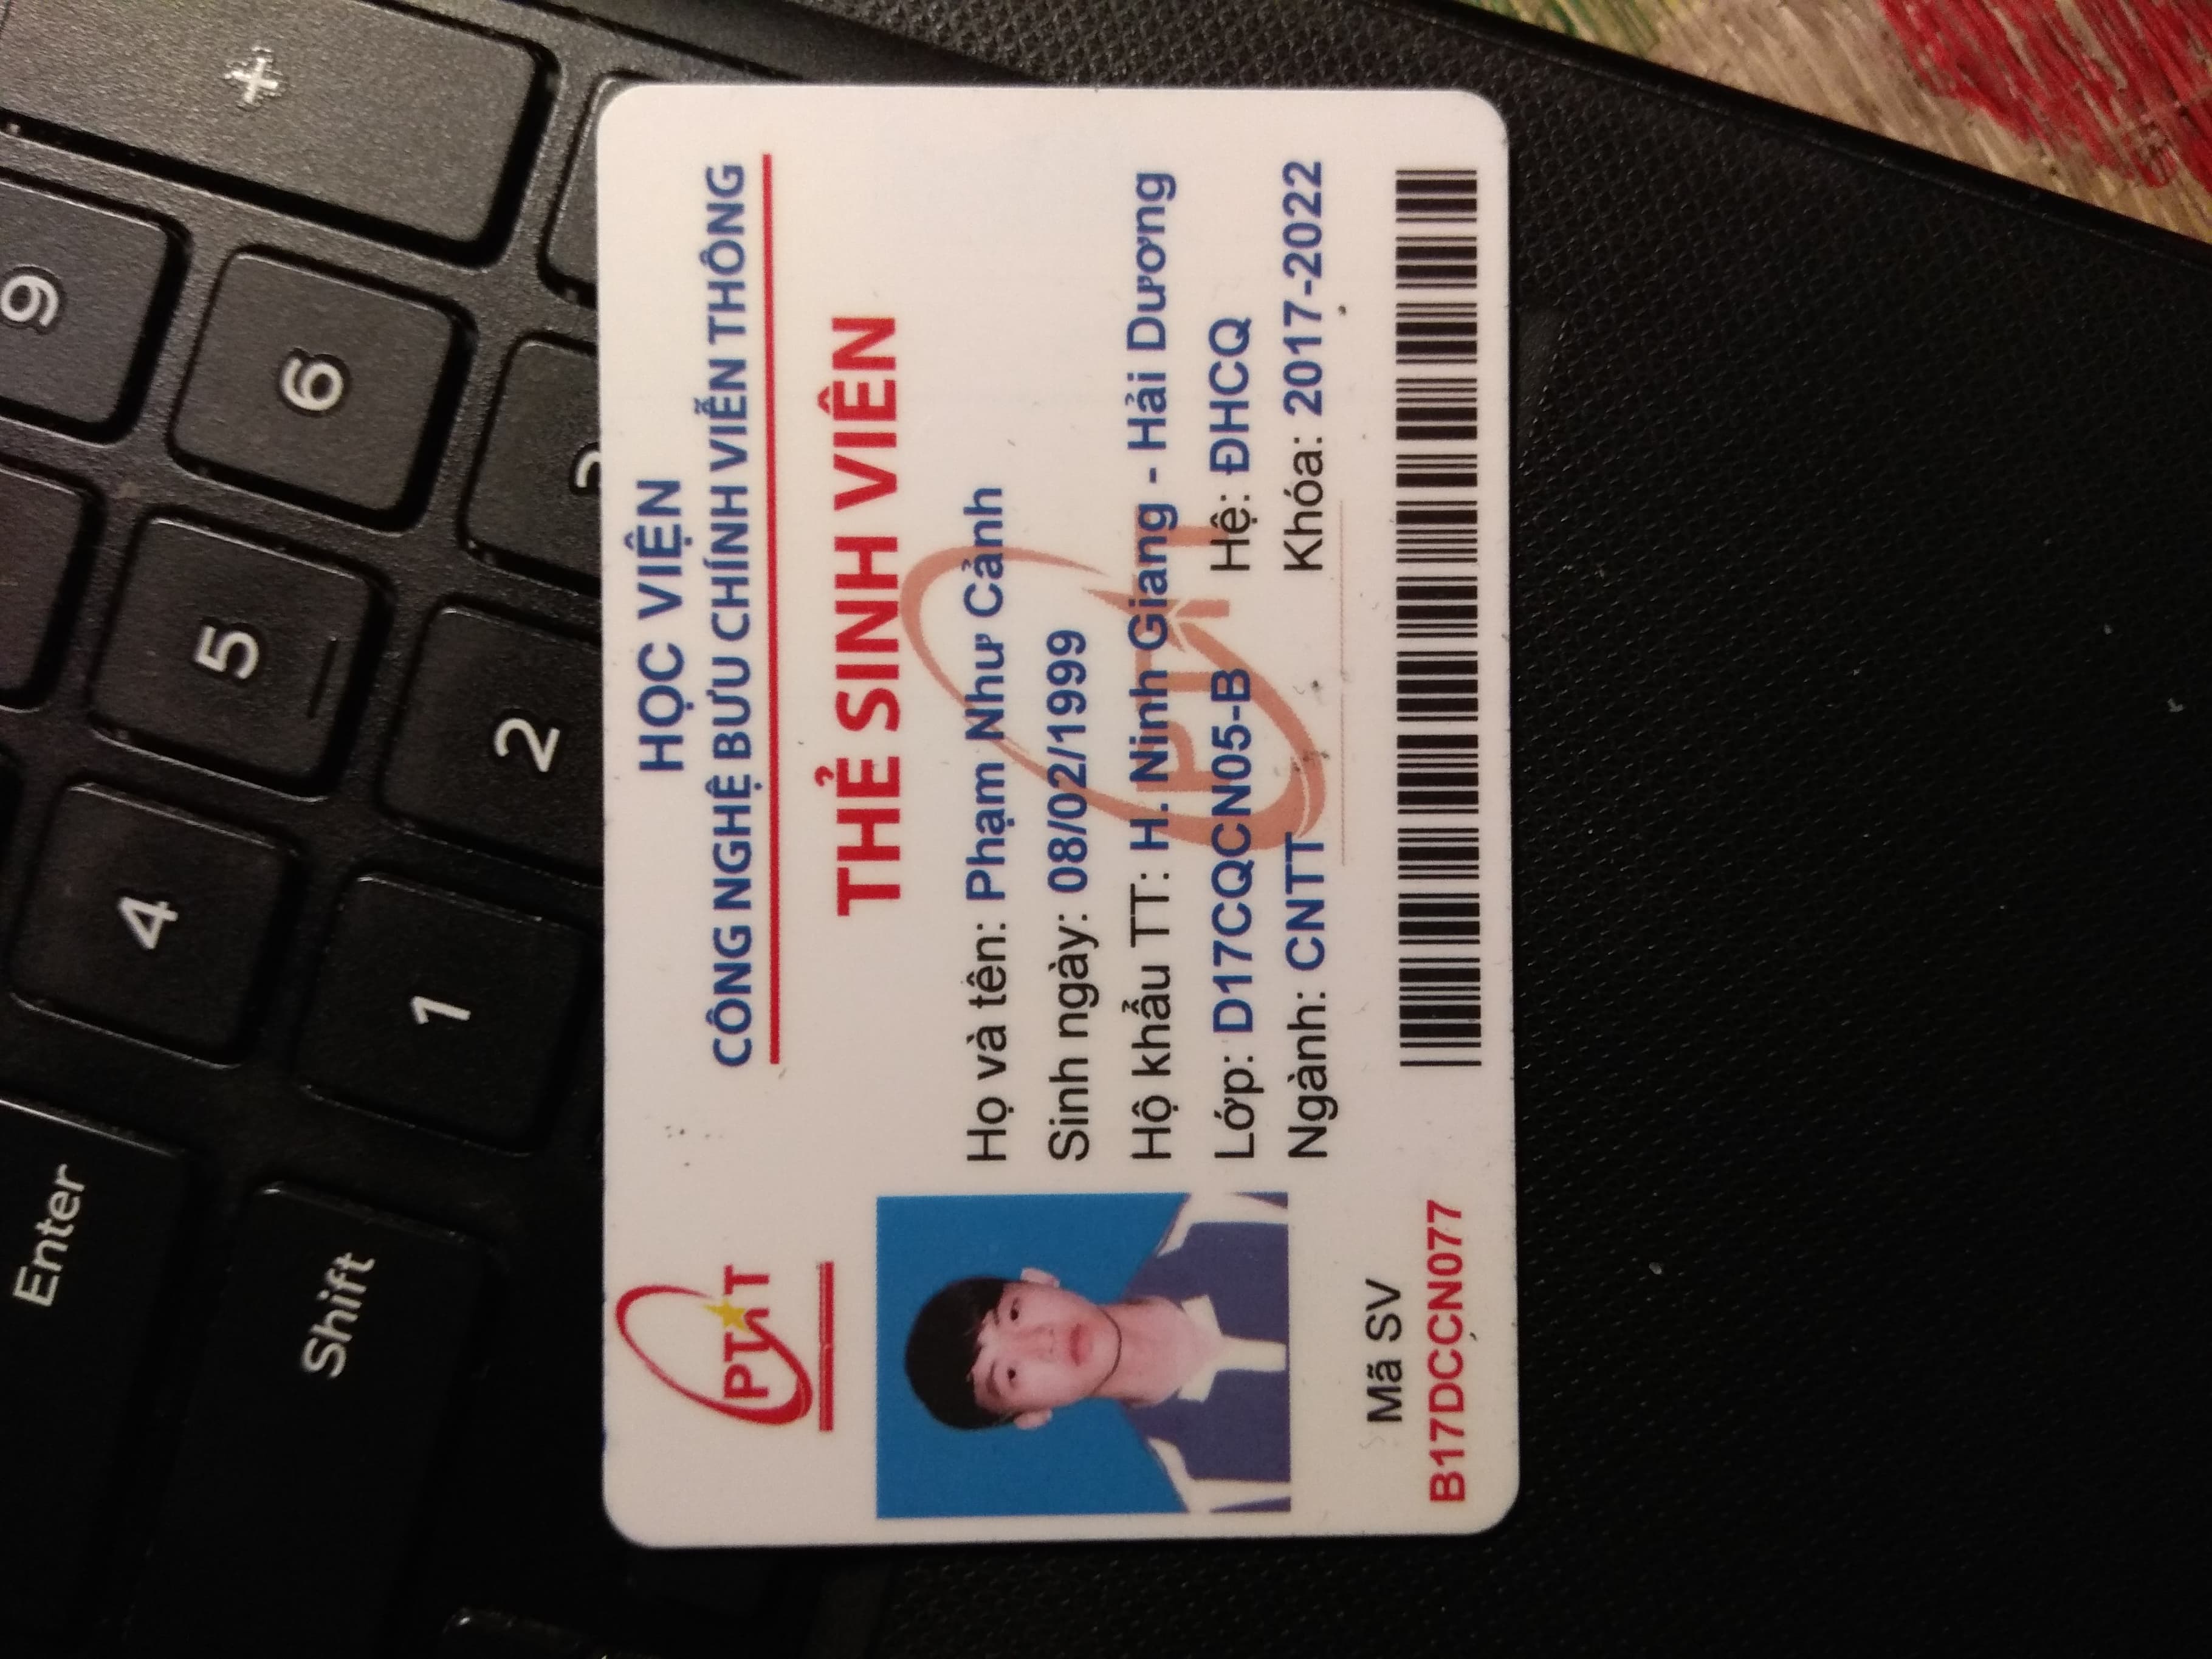 HỌC VIỆN
CÔNG NGHỆ BƯU CHÍNH VIỄN THÔNG
PTIT
THẺ SINH VIÊN
Họ và tên: Phạm Như Cảnh
Sinh ngày: 08/02/1999
Hộ khẩu TT: H. Ninh Giang - Hải Dương
Lớp: D17CQCN05-B Hệ: ĐHCQ
Ngành: CNTT Khóa: 2017-2022
PTIT
Mã SV
B17DCCN077
+
9
6
5
2
4
1
Enter
Shift